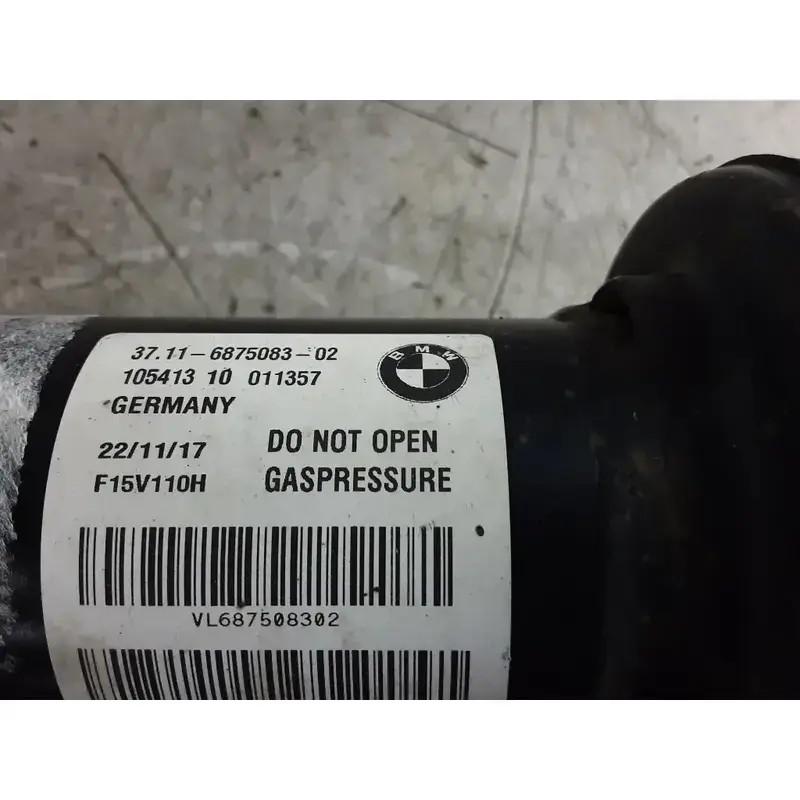 37.11-6875083-02
105413 10 011357
GERMANY
BMW
22/11/17 DO NOT OPEN
F15V110H GASPRESSURE
VL687508302